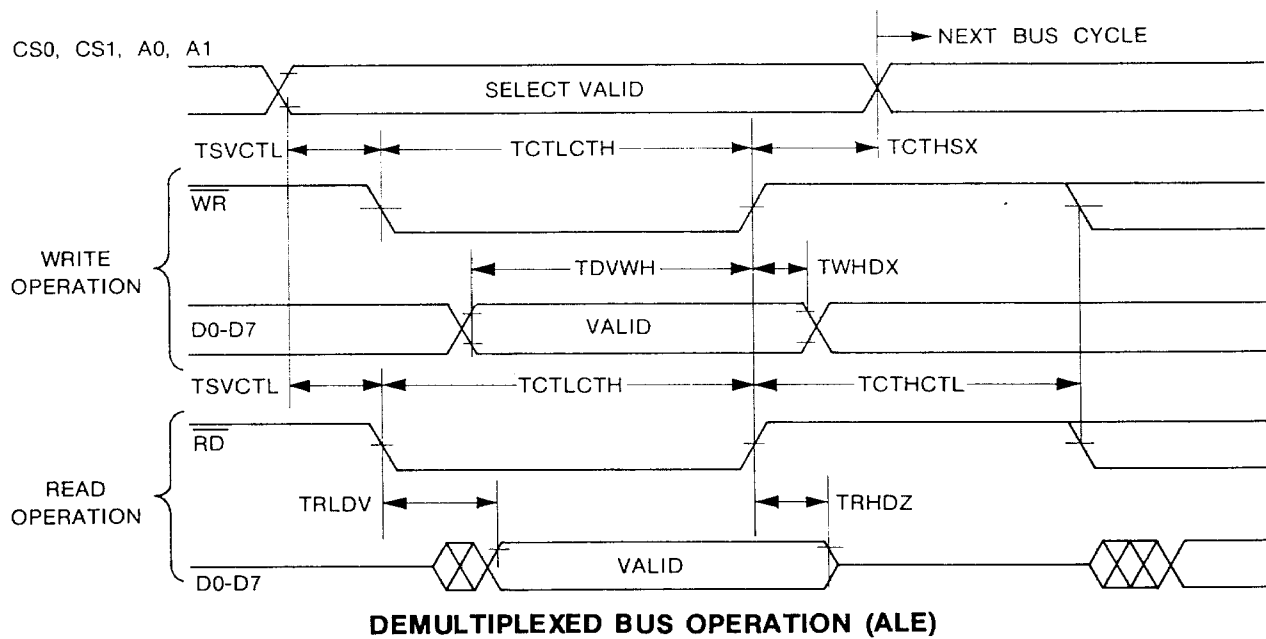 NEXT BUS CYCLE
CS0, CS1, A0, A1
SELECT VALID
TSVCTL TCTLCTH TCTHSX
WR
WRITE OPERATION
TDVWH TWHDX
D0-D7 VALID
TSVCTL TCTLCTH TCTHCTL
RD
READ OPERATION
TRLDV TRHDZ
D0-D7 VALID
DEMULTIPLEXED BUS OPERATION (ALE)